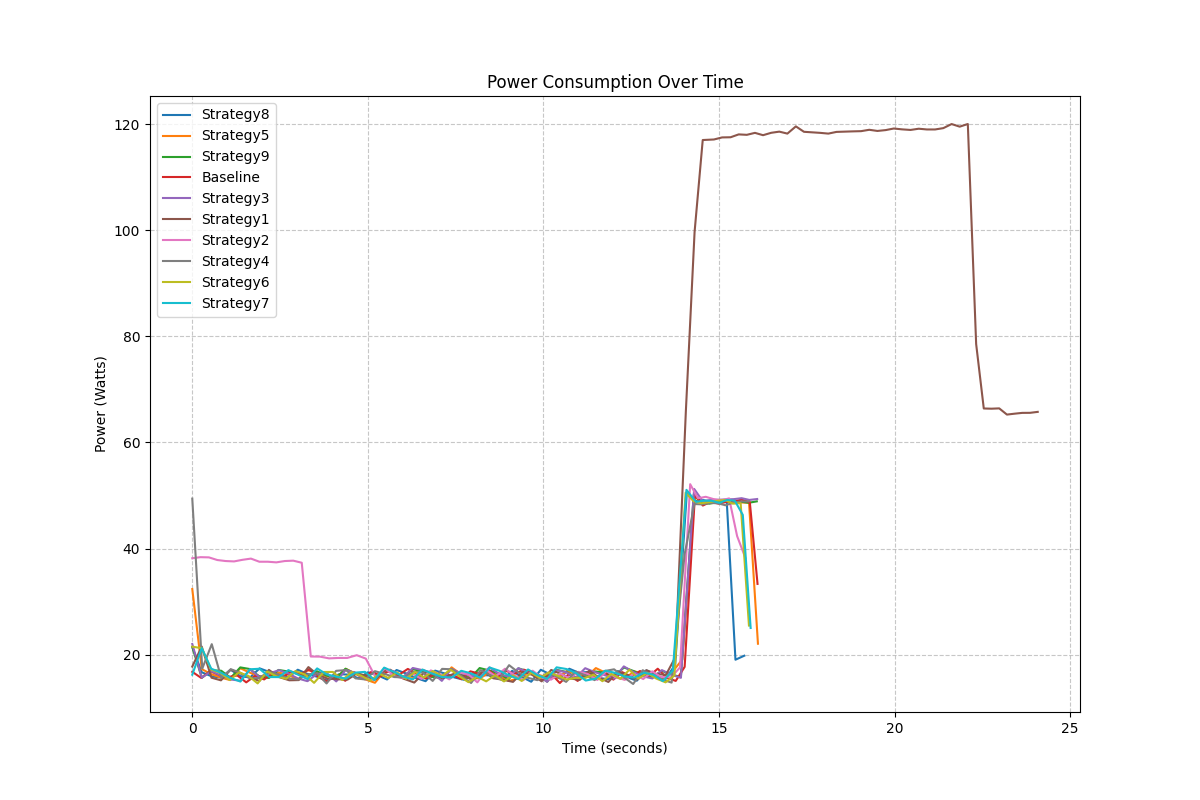 Power Consumption Over Time
Strategy8
Strategy5
Strategy9
Baseline
Strategy3
Strategy1
Strategy2
Strategy4
Strategy6
Strategy7
120
100
80
60
40
20
Power (Watts)
0 5 10 15 20 25
Time (seconds)